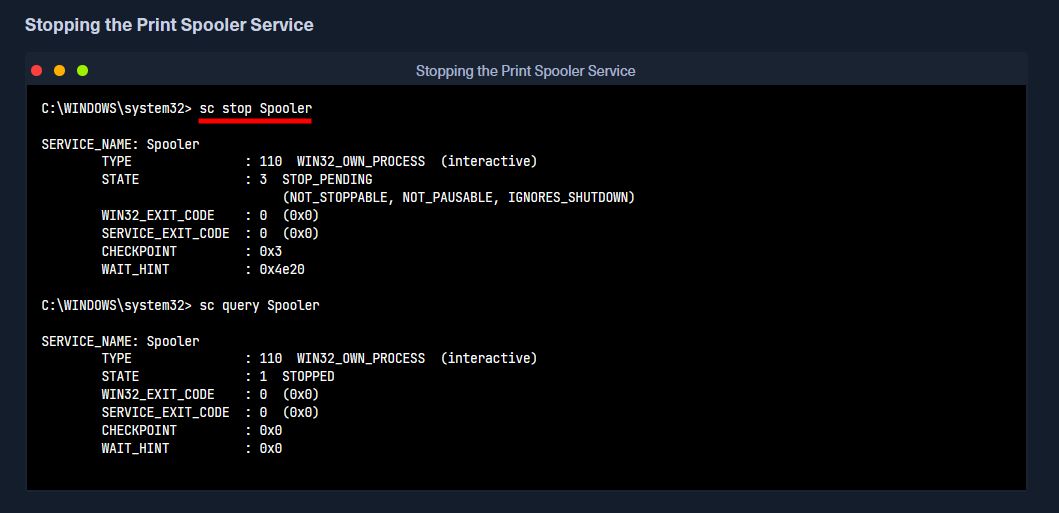 Stopping the Print Spooler Service
Stopping the Print Spooler Service
C:\WINDOWS\system32> sc stop Spooler
SERVICE_NAME: Spooler
        TYPE               : 110  WIN32_OWN_PROCESS  (interactive)
        STATE              : 3  STOP_PENDING
                                (NOT_STOPPABLE, NOT_PAUSABLE, IGNORES_SHUTDOWN)
        WIN32_EXIT_CODE    : 0  (0x0)
        SERVICE_EXIT_CODE  : 0  (0x0)
        CHECKPOINT         : 0x3
        WAIT_HINT          : 0x4e20
C:\WINDOWS\system32> sc query Spooler
SERVICE_NAME: Spooler
        TYPE               : 110  WIN32_OWN_PROCESS  (interactive)
        STATE              : 1  STOPPED
        WIN32_EXIT_CODE    : 0  (0x0)
        SERVICE_EXIT_CODE  : 0  (0x0)
        CHECKPOINT         : 0x0
        WAIT_HINT          : 0x0